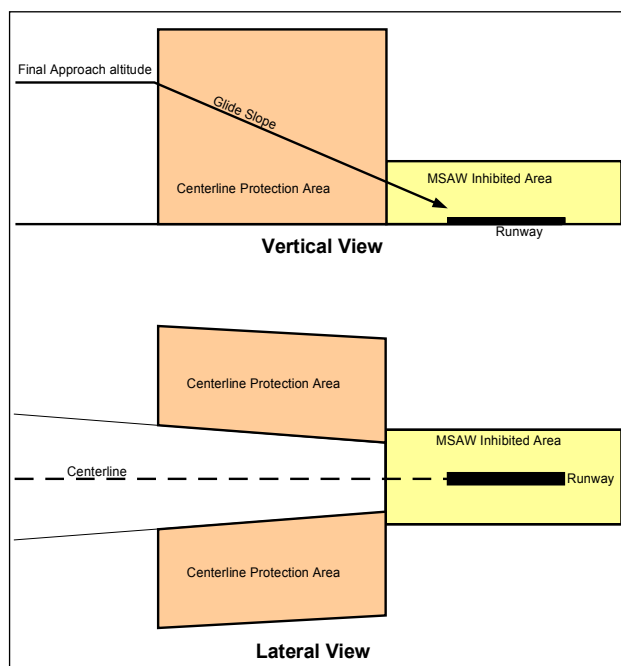 Final Approach altitude
Glide Slope
Centerline Protection Area
MSAW Inhibited Area
Runway
Vertical View
Centerline Protection Area
MSAW Inhibited Area
Centerline
Runway
Centerline Protection Area
Lateral View